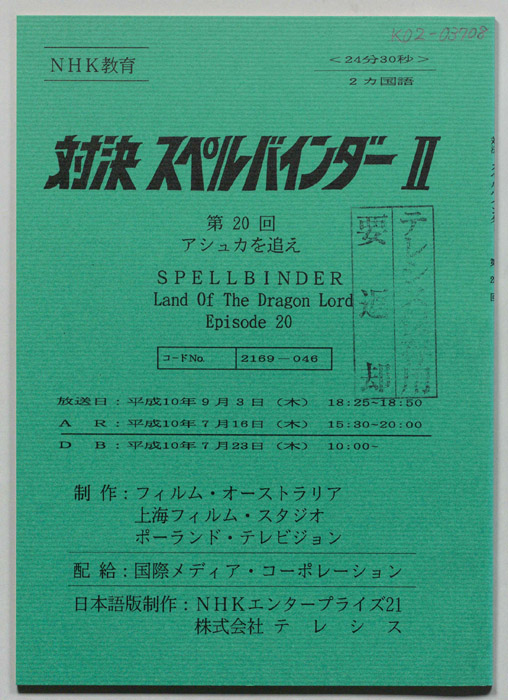 K02-03708
NHK教育
＜24分30秒＞
2カ国語
対決 スペルバインダー II
第 20 回
アシュカを追え
SPELLBINDER
Land Of The Dragon Lord
Episode 20
コードNo. 2169－046
放送日：平成10年9月3日（木） 18:25~18:50
A R：平成10年7月16日（木） 15:30~20:00
D B：平成10年7月23日（木） 10:00~
制作：フィルム・オーストラリア
上海フィルム・スタジオ
ポーランド・テレビジョン
配給：国際メディア・コーポレーション
日本語版制作：NHKエンタープライズ21
株式会社 テレシス
要返却